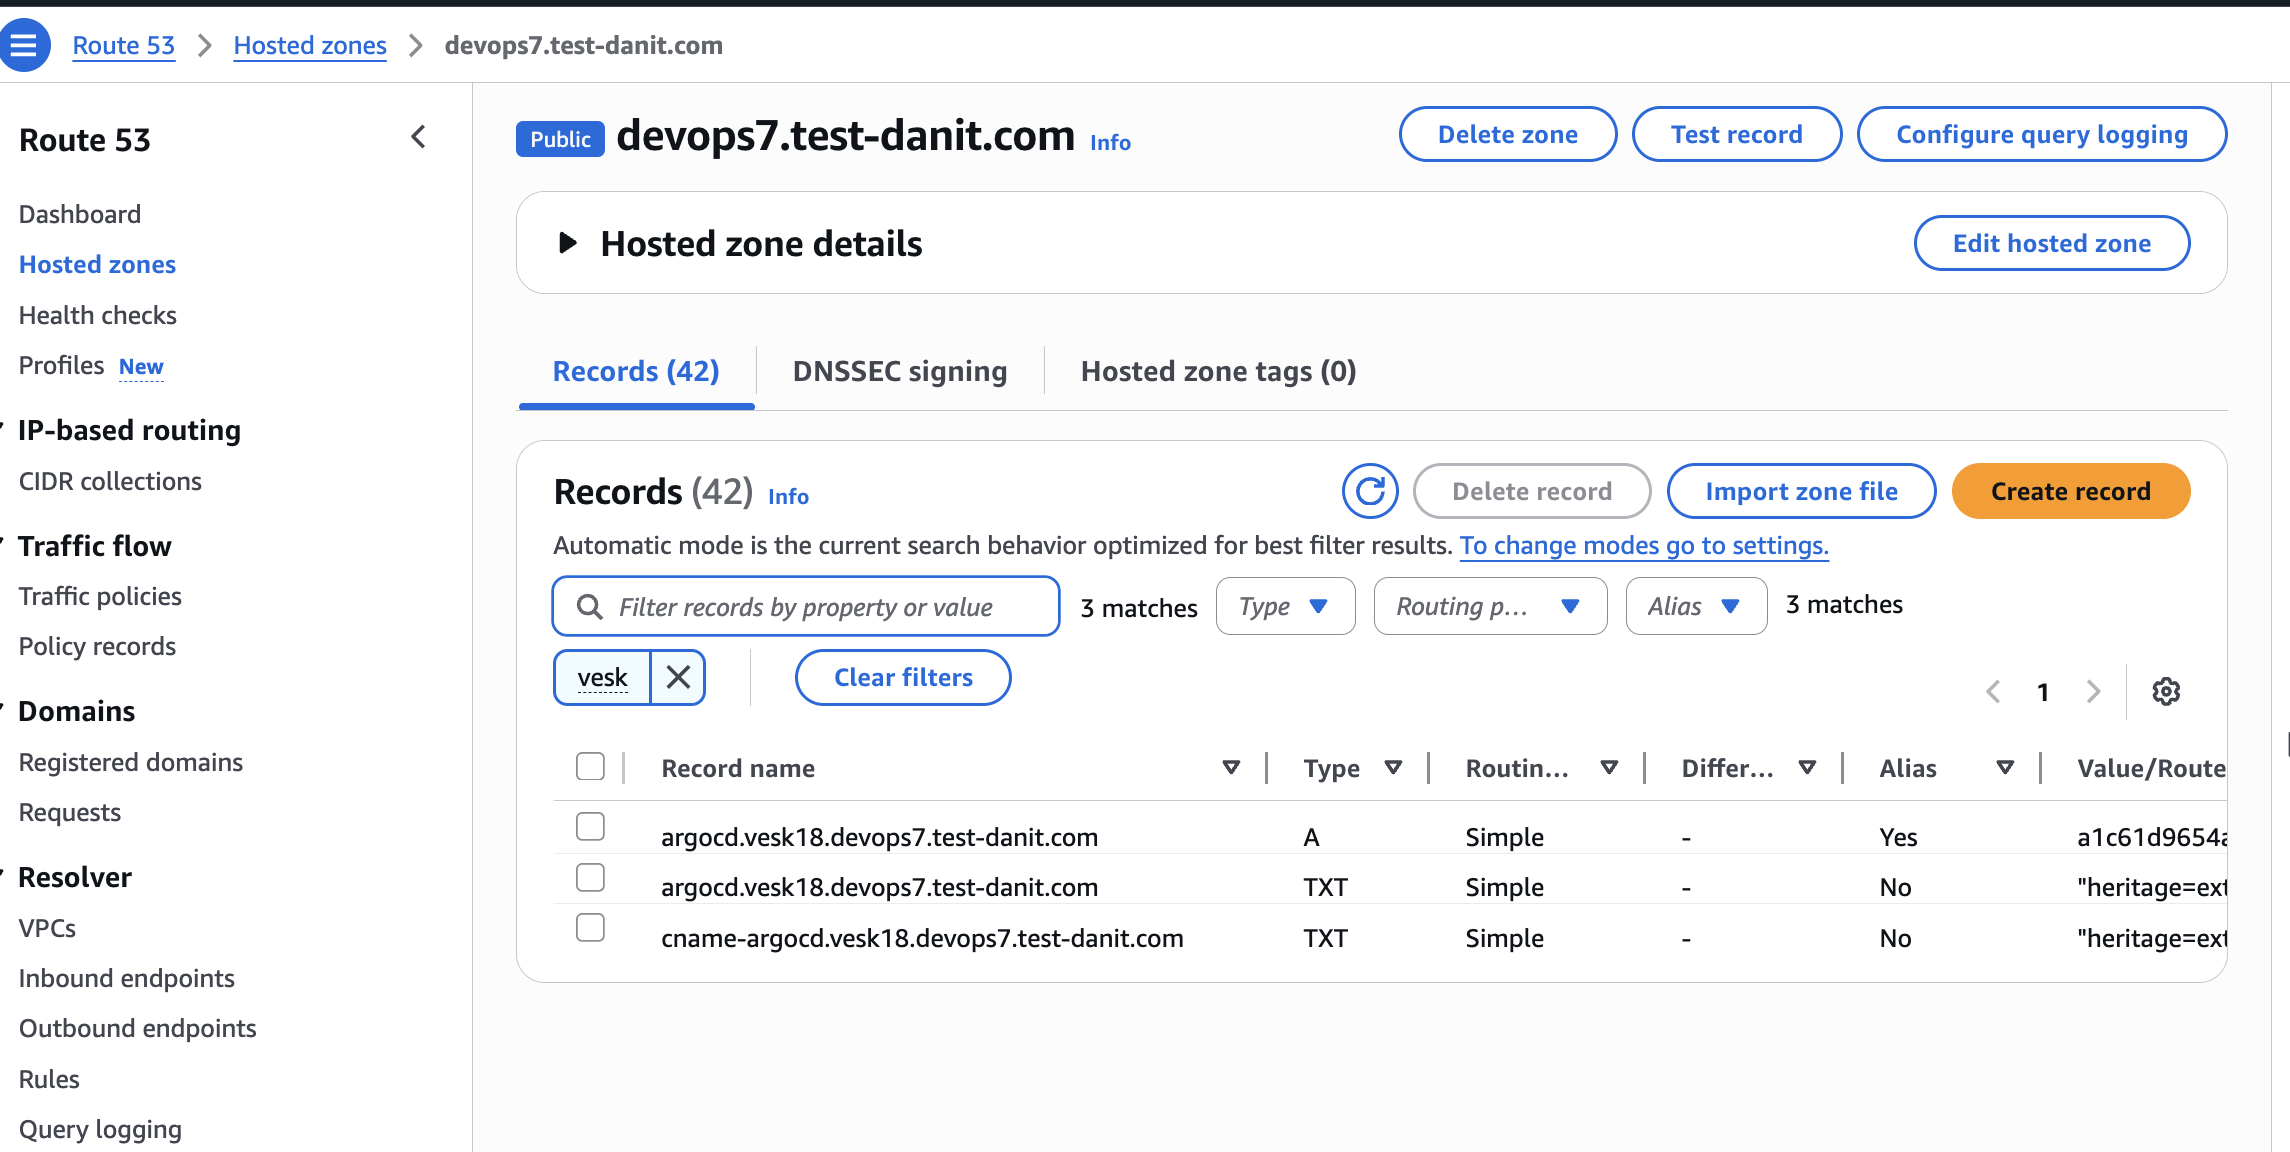 Route 53 > Hosted zones > devops7.test-danit.com
Route 53
Dashboard
Hosted zones
Health checks
Profiles New
IP-based routing
CIDR collections
Traffic flow
Traffic policies
Policy records
Domains
Registered domains
Requests
Resolver
VPCs
Inbound endpoints
Outbound endpoints
Rules
Query logging
Public devops7.test-danit.com Info
Delete zone Test record Configure query logging
Hosted zone details Edit hosted zone
Records (42) DNSSEC signing Hosted zone tags (0)
Records (42) Info Delete record Import zone file Create record
Automatic mode is the current search behavior optimized for best filter results. To change modes go to settings.
Filter records by property or value 3 matches Type Routing p... Alias 3 matches
vesk Clear filters
1
Record name Type Routin... Differ... Alias Value/Route
argocd.vesk18.devops7.test-danit.com A Simple - Yes a1c61d9654a
argocd.vesk18.devops7.test-danit.com TXT Simple - No "heritage=ext
cname-argocd.vesk18.devops7.test-danit.com TXT Simple - No "heritage=ext